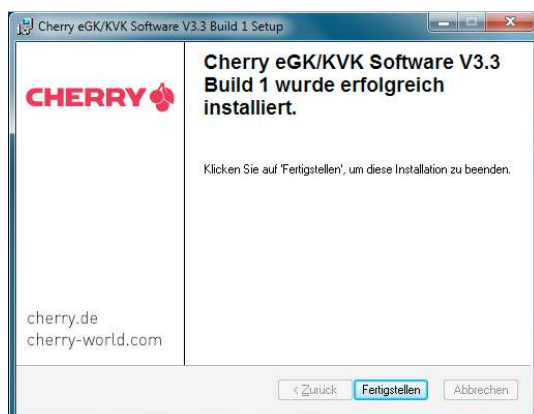 Cherry eGK/KVK Software V3.3 Build 1 Setup
CHERRY
Cherry eGK/KVK Software V3.3
Build 1 wurde erfolgreich
installiert.
Klicken Sie auf 'Fertigstellen', um diese Installation zu beenden.
cherry.de
cherry-world.com
< Zurück
Fertigstellen
Abbrechen